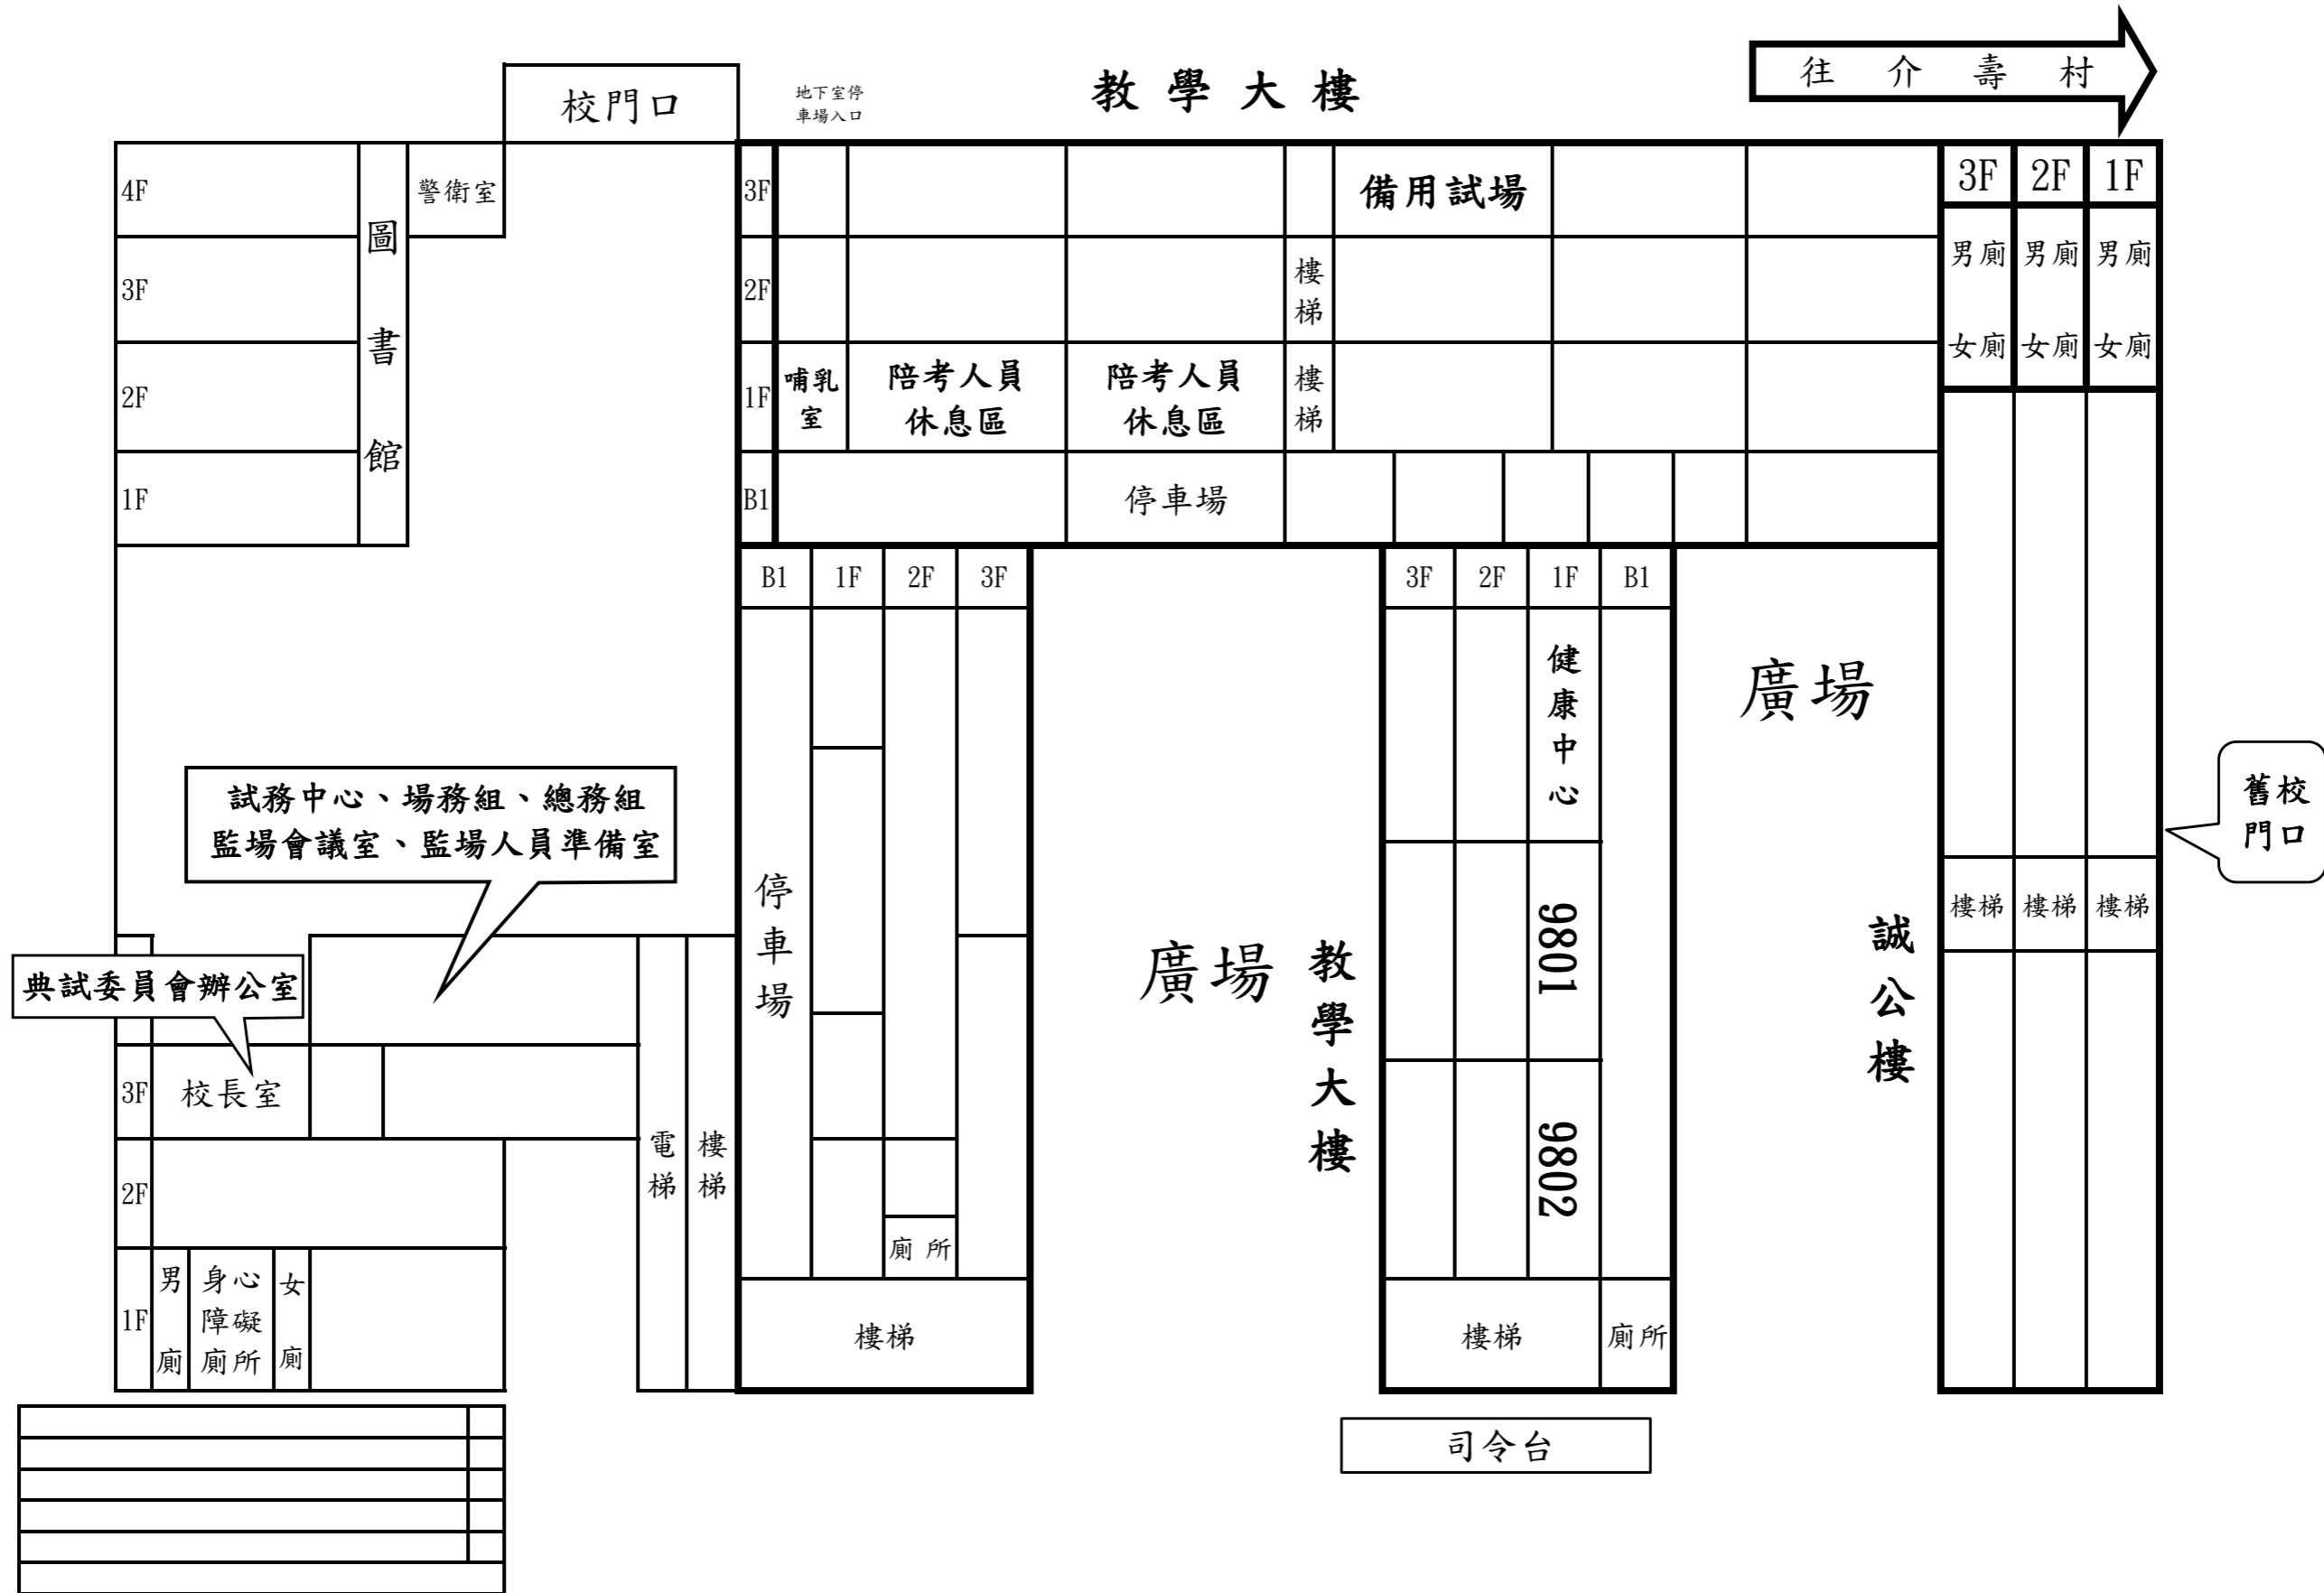 往介壽村
教學大樓
校門口
地下室停
車場入口
4F
3F
2F
1F
圖書館
警衛室
3F
2F
1F
B1
備用試場
樓梯
哺乳
室
陪考人員
休息區
陪考人員
休息區
樓梯
停車場
3F 2F 1F
男廁 男廁 男廁
女廁 女廁 女廁
B1 1F 2F 3F
3F 2F 1F B1
健康中心
廣場
舊校
門口
試務中心、場務組、總務組
監場會議室、監場人員準備室
停車場
9801
樓梯 樓梯 樓梯
誠公樓
廣場
教學大樓
典試委員會辦公室
3F
校長室
電梯
樓梯
9802
2F
廁所
1F
男廁
身心
障礙
廁所
女廁
樓梯
樓梯
廁所
司令台